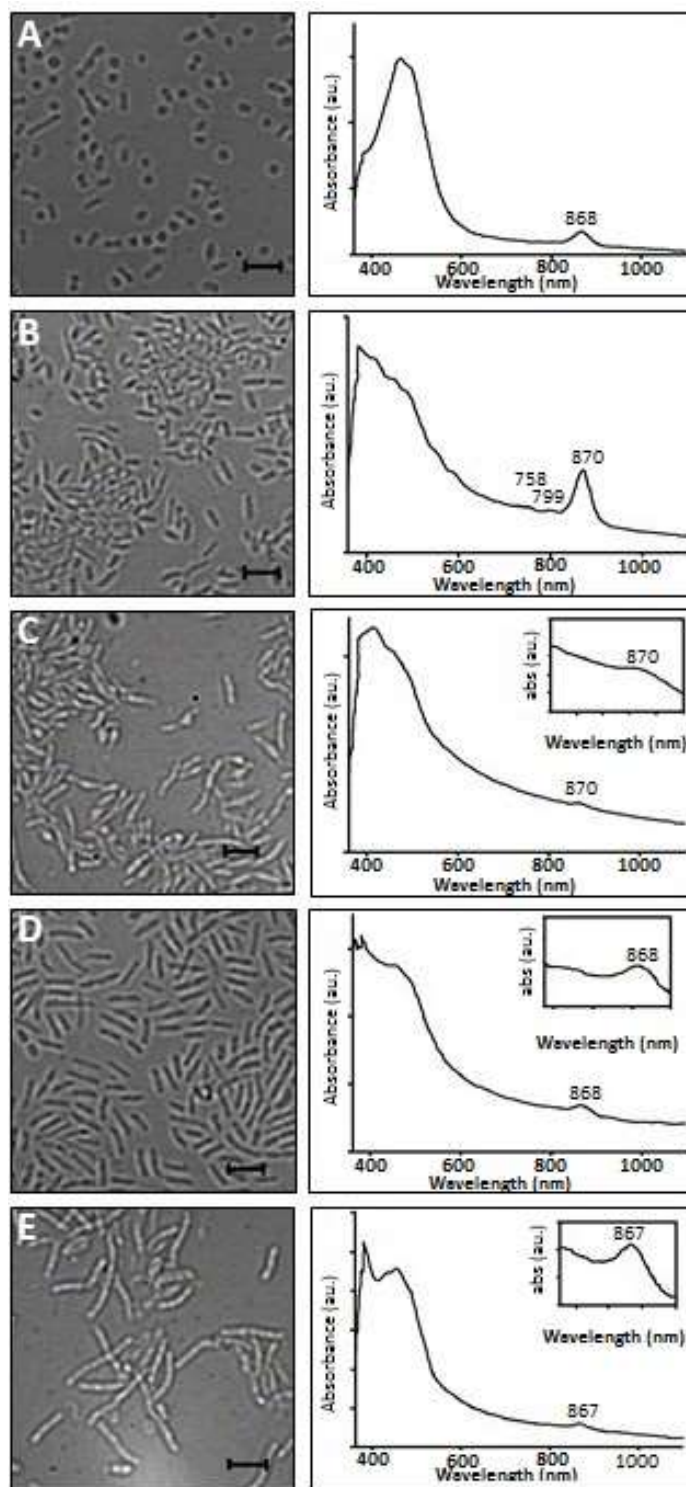 A
Absorbance (au.)
868
400 600 800 1000
Wavelength (nm)
B
Absorbance (au.)
758
799
870
400 600 800 1000
Wavelength (nm)
C
Absorbance (au.)
870
abs (au.)
870
Wavelength (nm)
400 600 800 1000
Wavelength (nm)
D
Absorbance (au.)
868
abs (au.)
868
Wavelength (nm)
400 600 800 1000
Wavelength (nm)
E
Absorbance (au.)
867
abs (au.)
867
Wavelength (nm)
400 600 800 1000
Wavelength (nm)